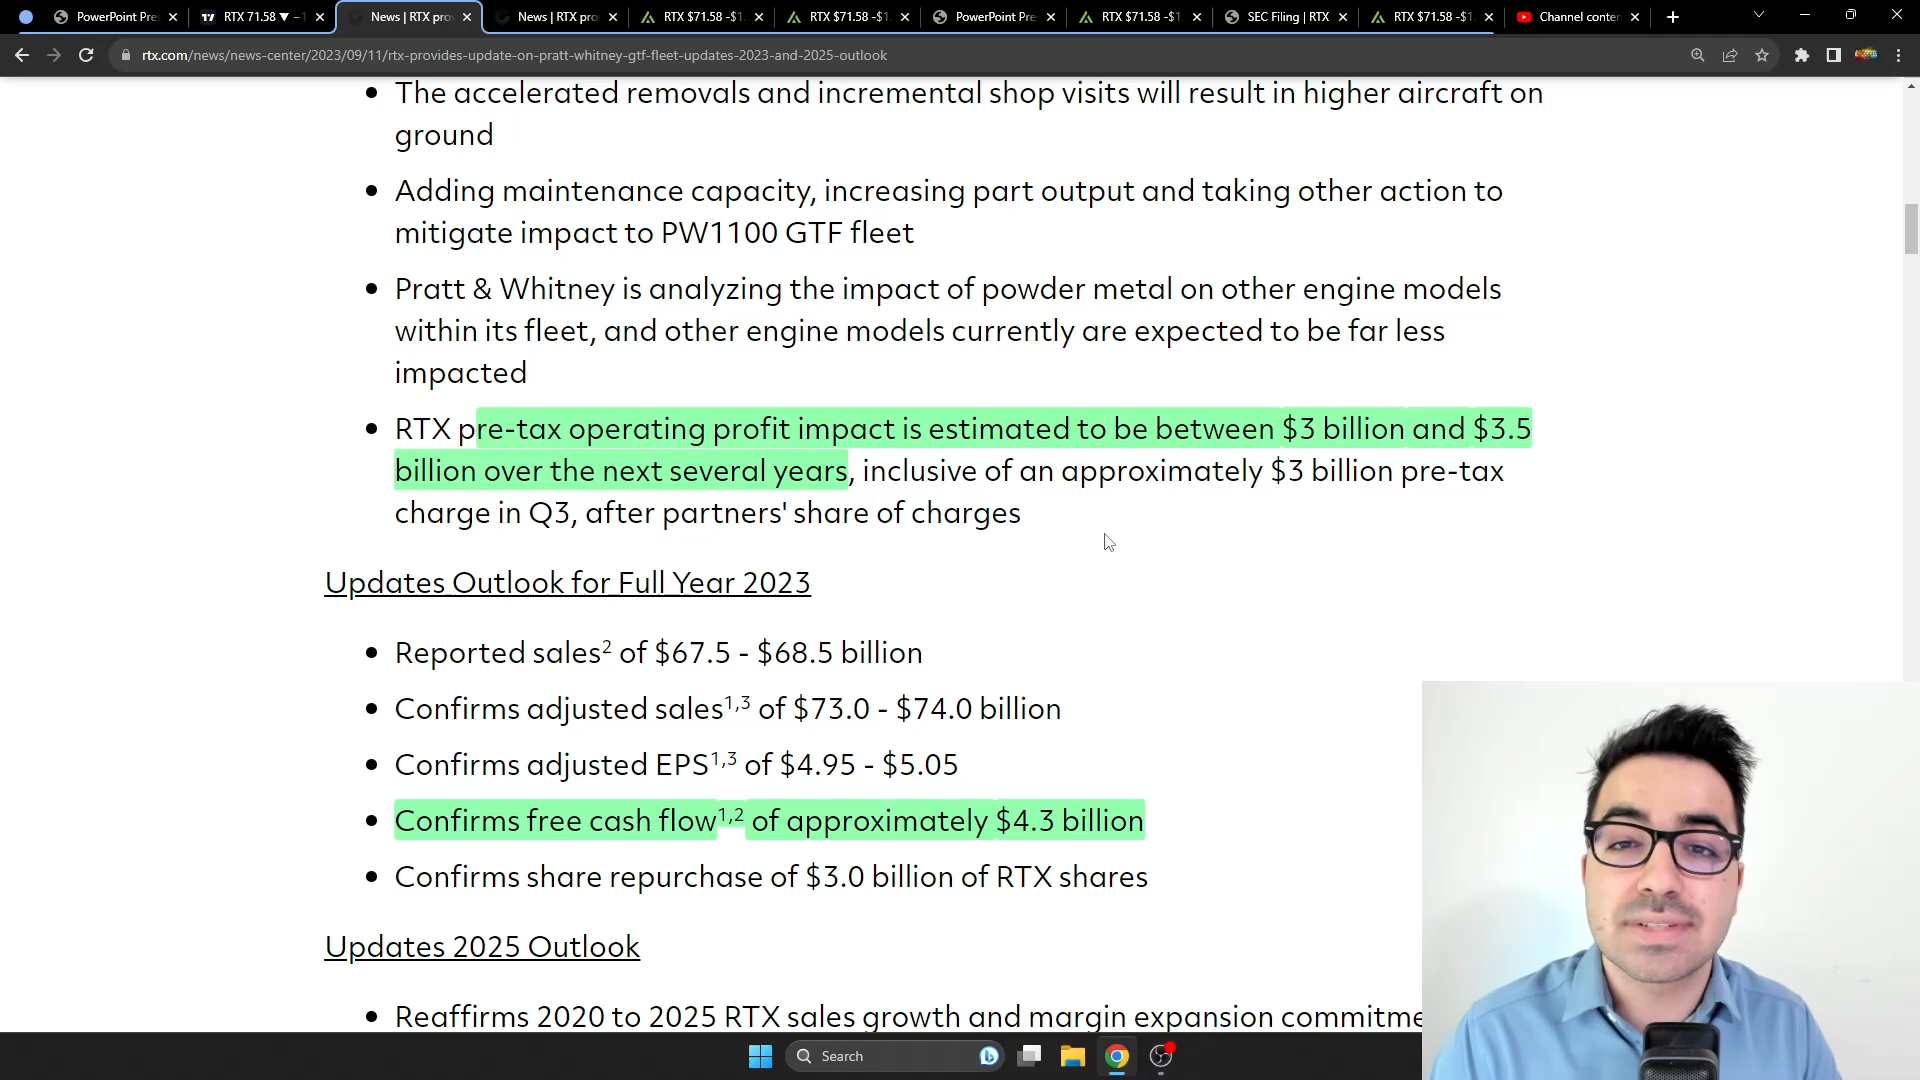 PowerPoint Pre
RTX 71.58 ▼ −1
News | RTX pro
News | RTX pro
RTX $71.58 -$1
RTX $71.58 -$1
PowerPoint Pre
RTX $71.58 -$1
SEC Filing | RTX
RTX $71.58 -$1
Channel conten
rtx.com/news/news-center/2023/09/11/rtx-provides-update-on-pratt-whitney-gtf-fleet-updates-2023-and-2025-outlook
• The accelerated removals and incremental shop visits will result in higher aircraft on
ground
• Adding maintenance capacity, increasing part output and taking other action to
mitigate impact to PW1100 GTF fleet
• Pratt & Whitney is analyzing the impact of powder metal on other engine models
within its fleet, and other engine models currently are expected to be far less
impacted
• RTX pre-tax operating profit impact is estimated to be between $3 billion and $3.5
billion over the next several years, inclusive of an approximately $3 billion pre-tax
charge in Q3, after partners' share of charges
Updates Outlook for Full Year 2023
• Reported sales² of $67.5 - $68.5 billion
• Confirms adjusted sales¹,³ of $73.0 - $74.0 billion
• Confirms adjusted EPS¹,³ of $4.95 - $5.05
• Confirms free cash flow¹,² of approximately $4.3 billion
• Confirms share repurchase of $3.0 billion of RTX shares
Updates 2025 Outlook
• Reaffirms 2020 to 2025 RTX sales growth and margin expansion commitme
Search